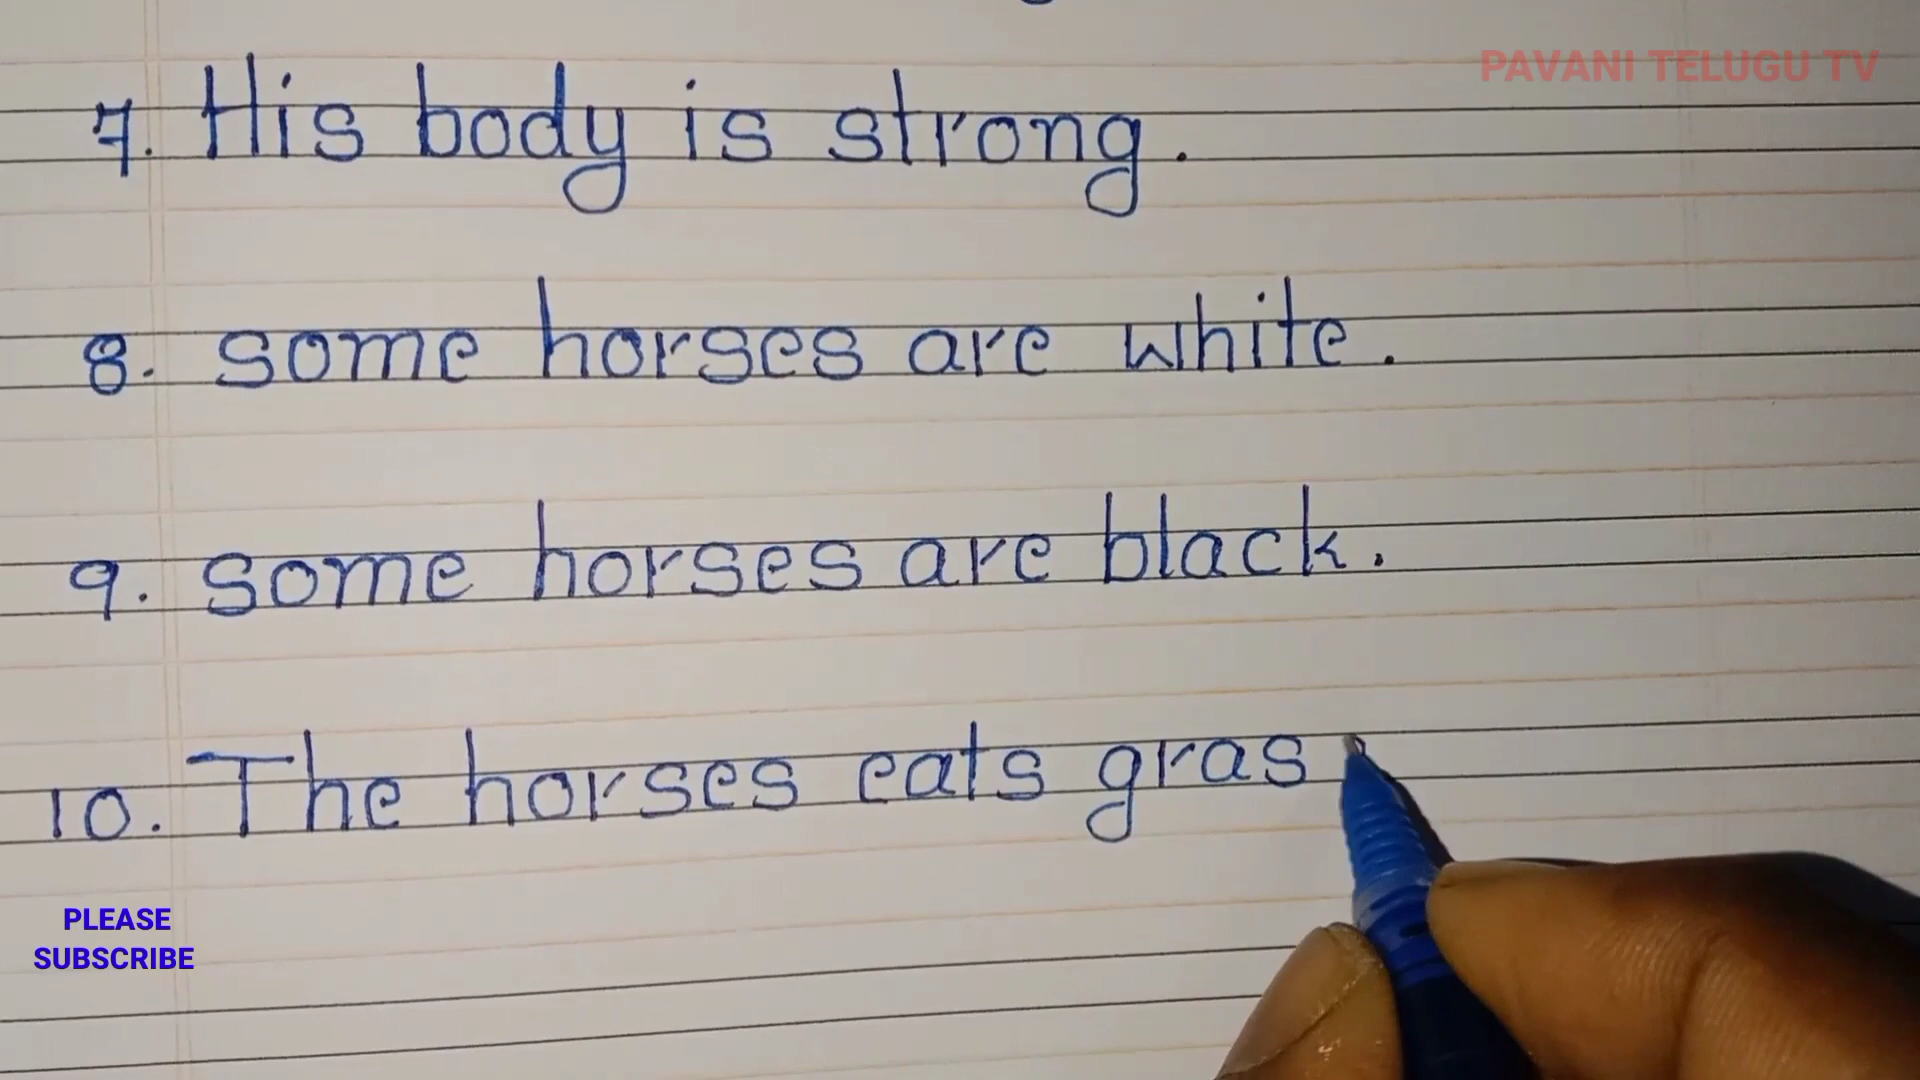 PAVANI TELUGU TV
7. His body is strong.
8. some horses are white.
9. some horses are black.
10. The horses eats gras
PLEASE
SUBSCRIBE